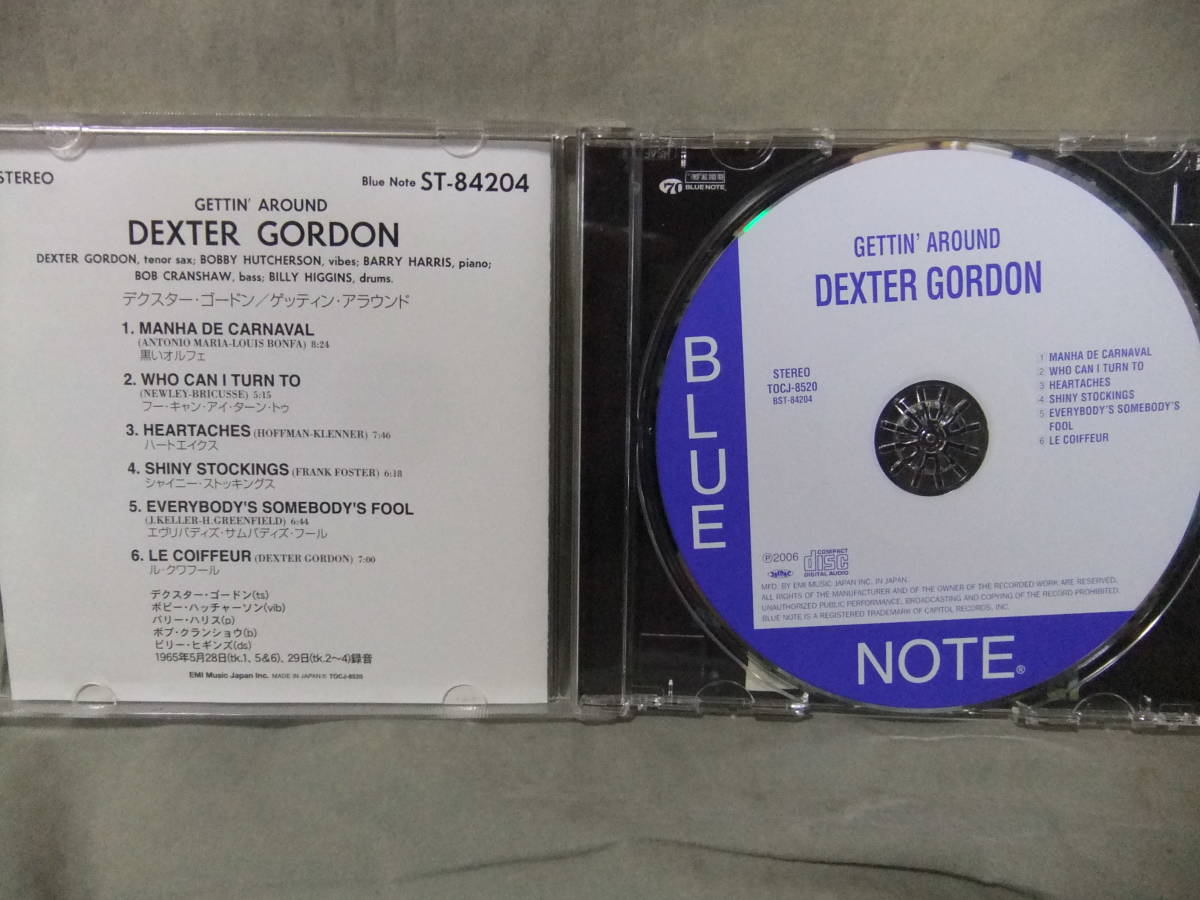 STEREO
Blue Note ST-84204
GETTIN' AROUND
DEXTER GORDON
DEXTER GORDON, tenor sax; BOBBY HUTCHERSON, vibes; BARRY HARRIS, piano;
BOB CRANSHAW, bass; BILLY HIGGINS, drums.
デクスター・ゴードン／ゲッティン・アラウンド
1. MANHA DE CARNAVAL
(ANTONIO MARIA-LOUIS BONFA) 8:24
黒いオルフェ
2. WHO CAN I TURN TO
(NEWLEY-BRICUSSE) 5:15
フー・キャン・アイ・ターン・トゥ
3. HEARTACHES (HOFFMAN-KLENNER) 7:46
ハートエイクス
4. SHINY STOCKINGS (FRANK FOSTER) 6:18
シャイニー・ストッキングス
5. EVERYBODY'S SOMEBODY'S FOOL
(J.KELLER-H.GREENFIELD) 6:44
エヴリバディズ・サムバディズ・フール
6. LE COIFFEUR (DEXTER GORDON) 7:00
ル・クワフール
デクスター・ゴードン(ts)
ボビー・ハッチャーソン(vib)
バリー・ハリス(p)
ボブ・クランショウ(b)
ビリー・ヒギンズ(ds)
1965年5月28日(tk.1、5&6)、29日(tk.2〜4)録音
EMI Music Japan Inc. MADE IN JAPAN TOCJ-8520
70 BLUE NOTE
GETTIN' AROUND
DEXTER GORDON
STEREO
TOCJ-8520
BST-84204
1 MANHA DE CARNAVAL
2 WHO CAN I TURN TO
3 HEARTACHES
4 SHINY STOCKINGS
5 EVERYBODY'S SOMEBODY'S
FOOL
6 LE COIFFEUR
BLUE
Ⓟ2006
COMPACT
disc
DIGITAL AUDIO
MFD. BY EMI MUSIC JAPAN INC. IN JAPAN.
ALL RIGHTS OF THE MANUFACTURER AND OF THE OWNER OF THE RECORDED WORK ARE RESERVED.
UNAUTHORIZED PUBLIC PERFORMANCE, BROADCASTING AND COPYING OF THE RECORD PROHIBITED.
BLUE NOTE IS A REGISTERED TRADEMARK OF CAPITOL RECORDS, INC.
NOTE®